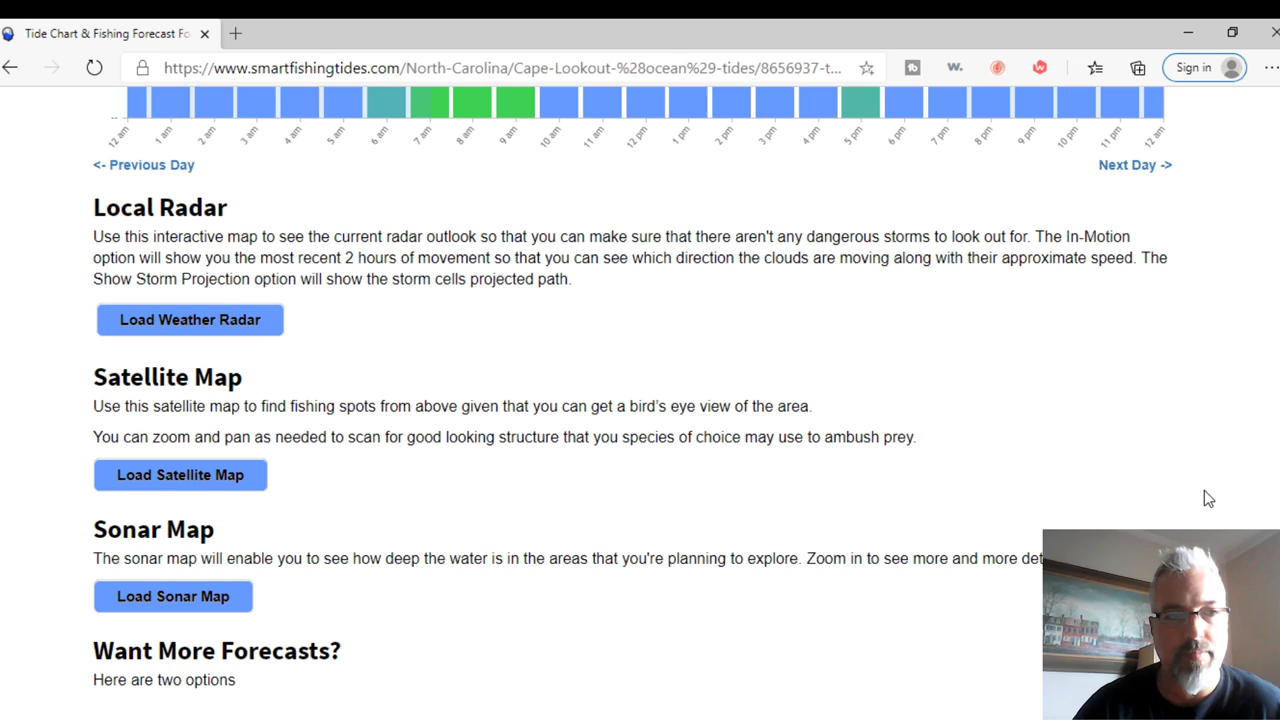 Tide Chart & Fishing Forecast Fo
https://www.smartfishingtides.com/North-Carolina/Cape-Lookout-%28ocean%29-tides/8656937-t...
Sign in
12 am 1 am 2 am 3 am 4 am 5 am 6 am 7 am 8 am 9 am 10 am 11 am 12 pm 1 pm 2 pm 3 pm 4 pm 5 pm 6 pm 7 pm 8 pm 9 pm 10 pm 11 pm 12 am
<- Previous Day
Next Day ->
Local Radar
Use this interactive map to see the current radar outlook so that you can make sure that there aren't any dangerous storms to look out for. The In-Motion
option will show you the most recent 2 hours of movement so that you can see which direction the clouds are moving along with their approximate speed. The
Show Storm Projection option will show the storm cells projected path.
Load Weather Radar
Satellite Map
Use this satellite map to find fishing spots from above given that you can get a bird's eye view of the area.
You can zoom and pan as needed to scan for good looking structure that you species of choice may use to ambush prey.
Load Satellite Map
Sonar Map
The sonar map will enable you to see how deep the water is in the areas that you're planning to explore. Zoom in to see more and more det
Load Sonar Map
Want More Forecasts?
Here are two options